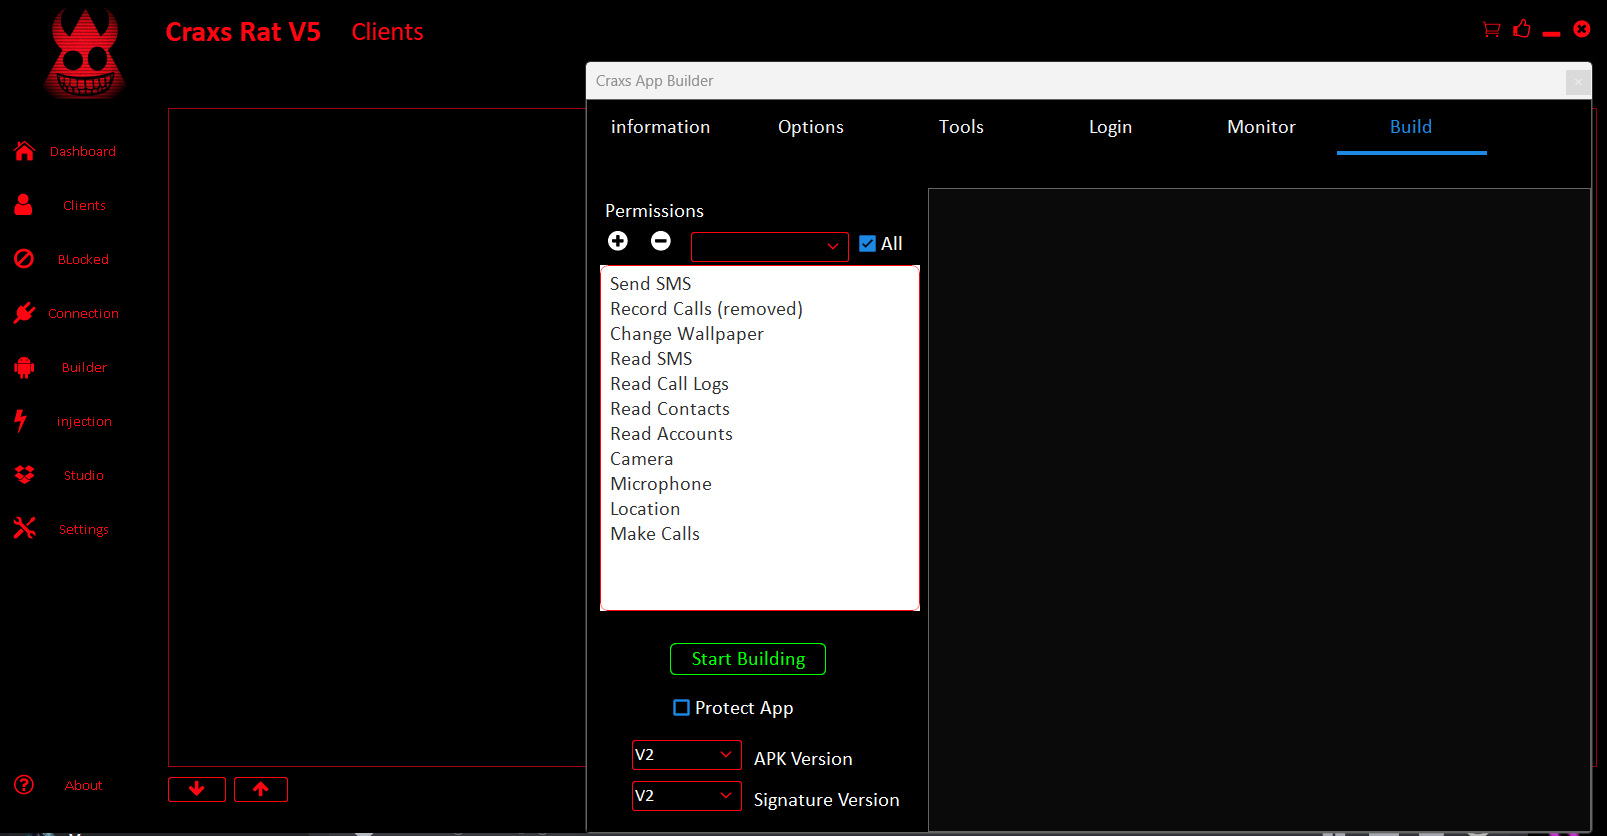 Craxs Rat V5
Clients
Craxs App Builder
information
Options
Tools
Login
Monitor
Build
Dashboard
Clients
BLocked
Connection
Builder
injection
Studio
Settings
About
Permissions
All
Send SMS
Record Calls (removed)
Change Wallpaper
Read SMS
Read Call Logs
Read Contacts
Read Accounts
Camera
Microphone
Location
Make Calls
Start Building
Protect App
V2
APK Version
V2
Signature Version